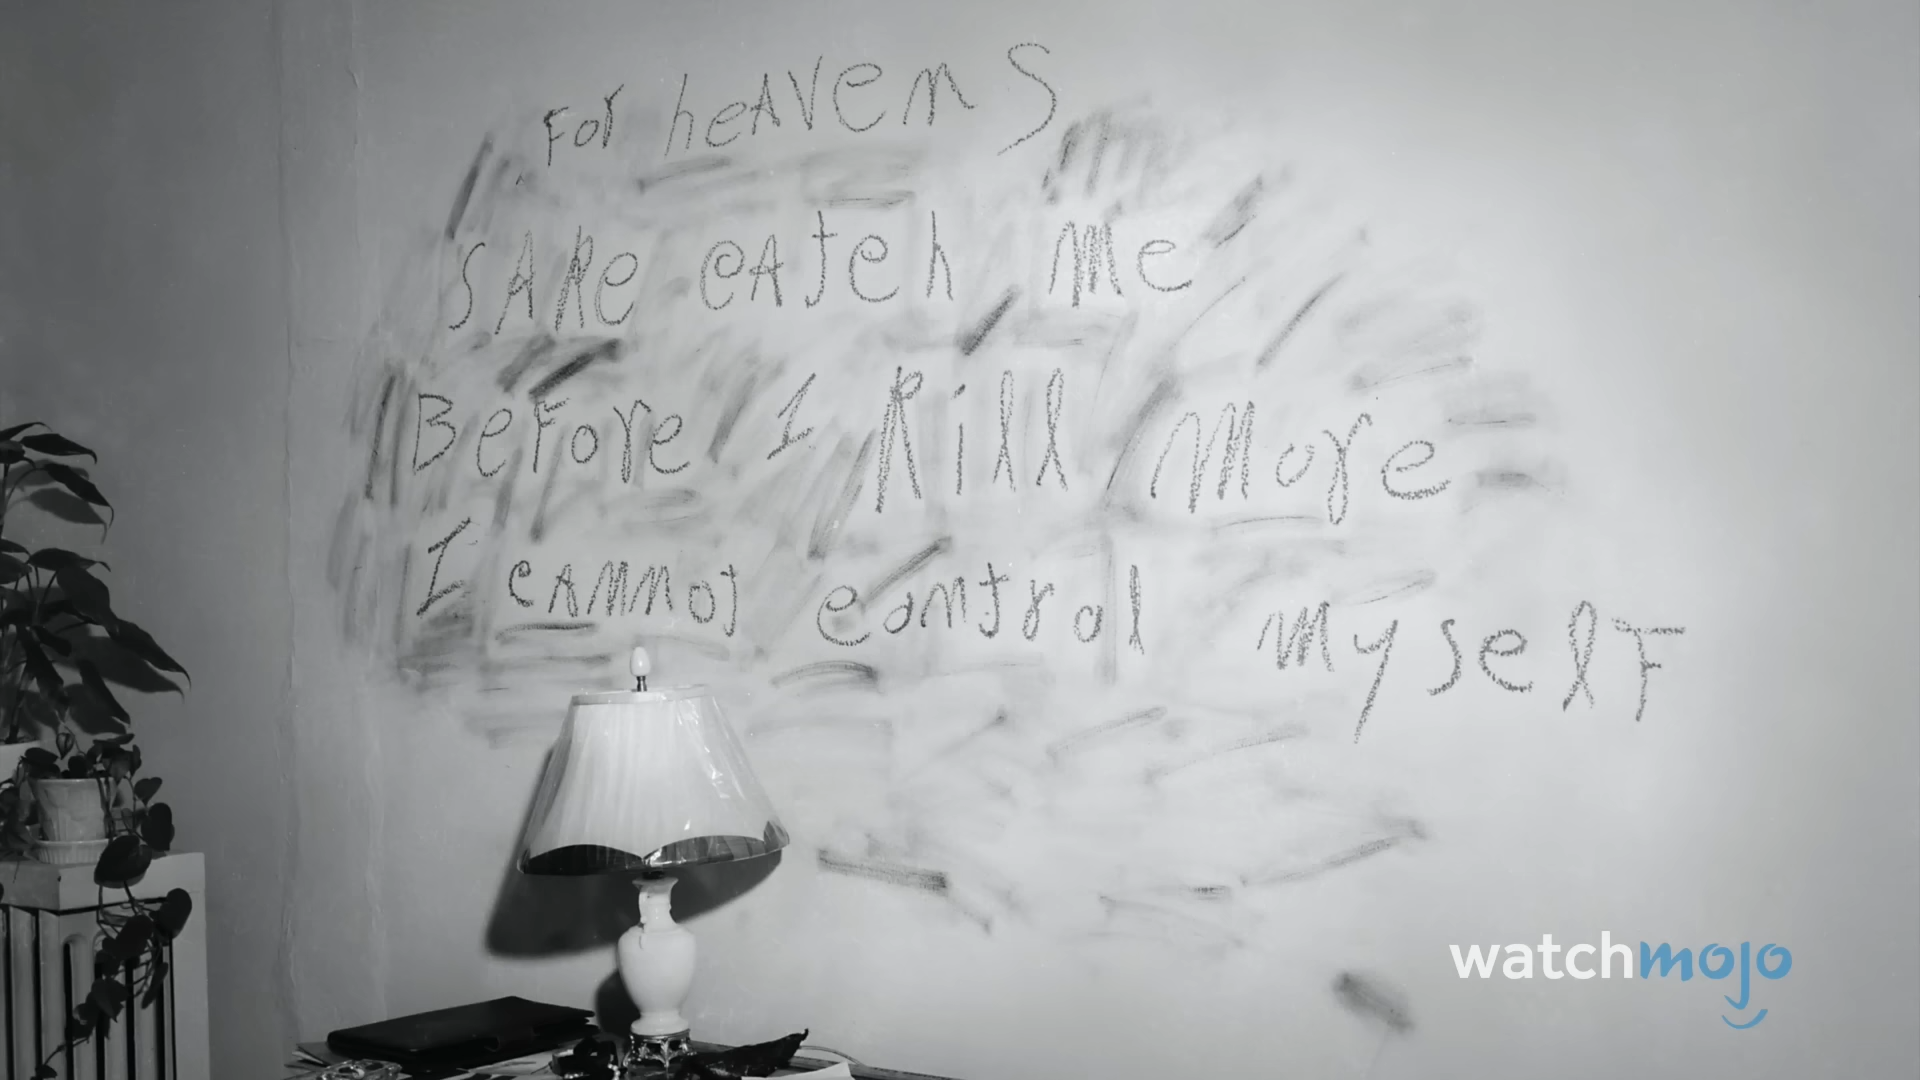 For heAvens
SAKe cAtch Me
BeFore I Kill More
I cAnnot control MyselF
watchmojo